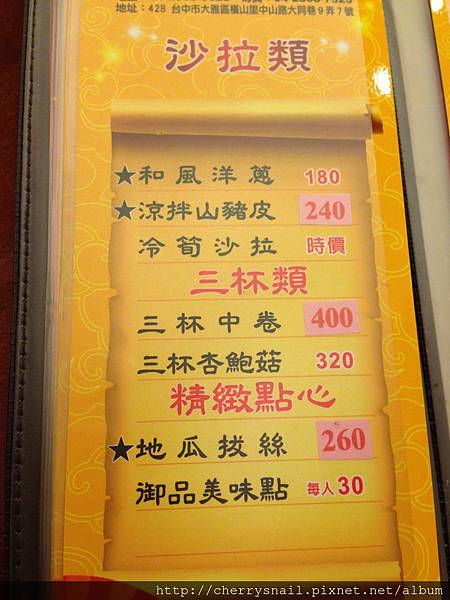 地址:428 台中市大雅區橫山里中山路大同巷9弄7號
沙拉類
★和風洋蔥 180
★涼拌山豬皮 240
冷筍沙拉 時價
三杯類
三杯中卷 400
三杯杏鮑菇 320
精緻點心
★地瓜拔絲 260
御品美味點 每人30
http://cherrysnail.pixnet.net/album